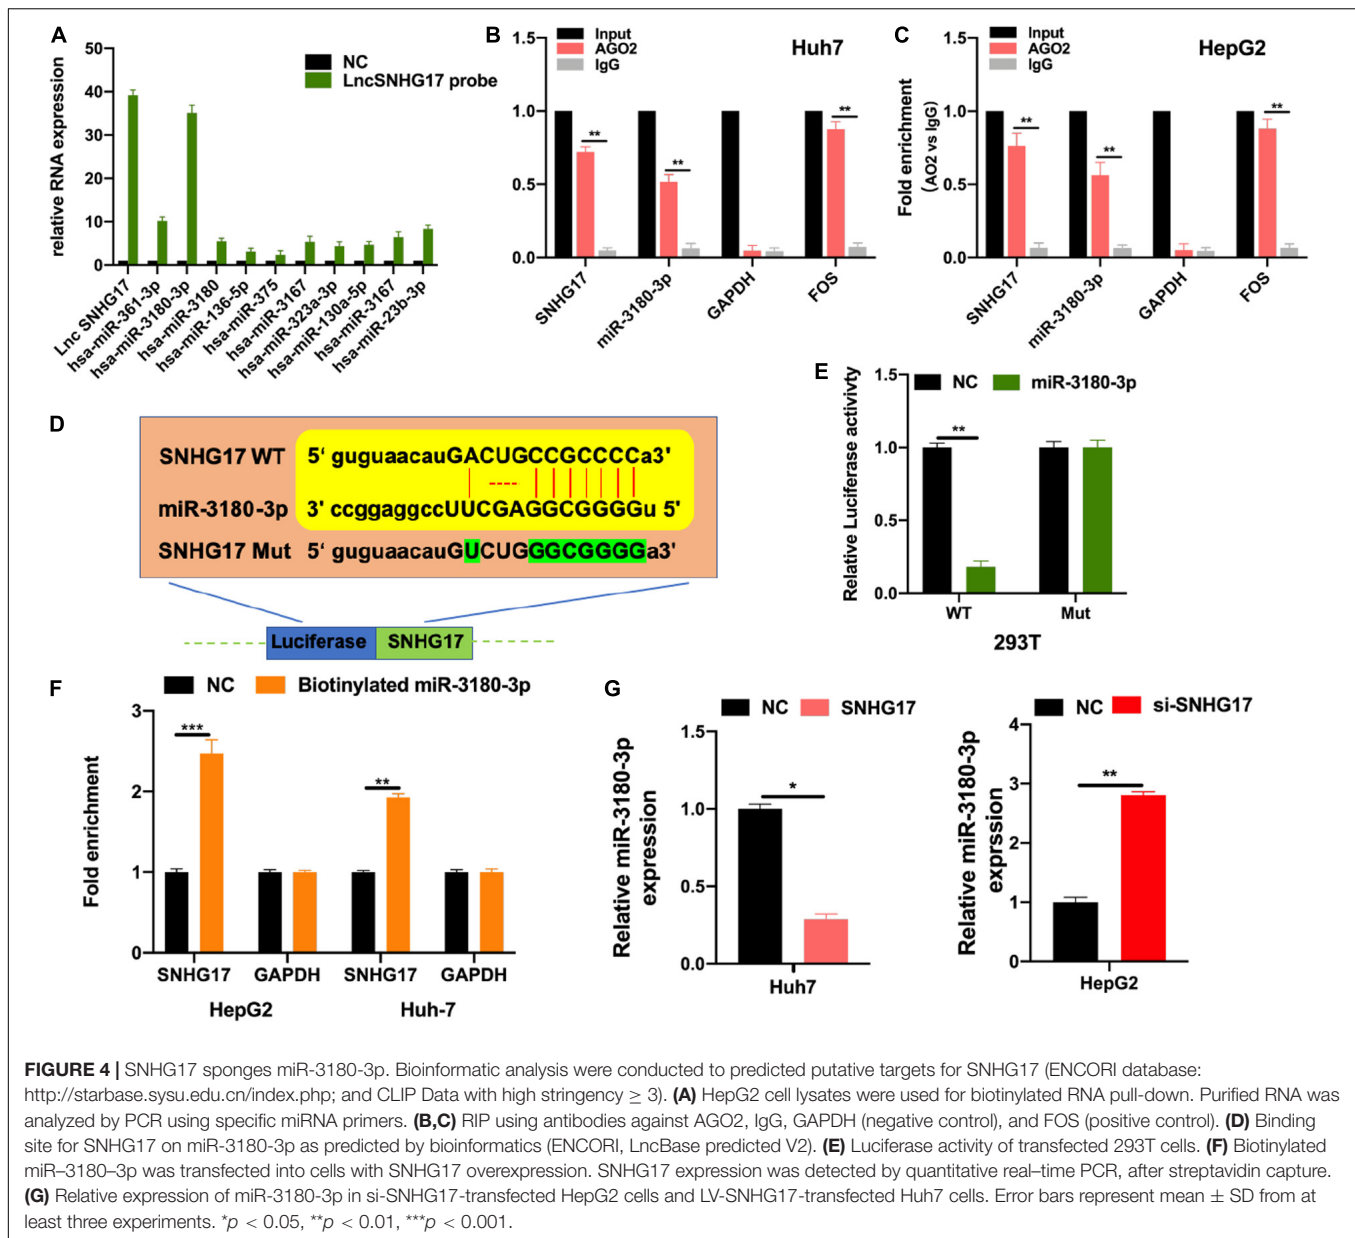 A
50
40
30
20
10
0
relative RNA expression
NC
LncSNHG17 probe
Lnc SNHG17
hsa-miR-361-3p
hsa-miR-3180-3p
hsa-miR-3180
hsa-miR-136-5p
hsa-miR-375
hsa-miR-3167
hsa-miR-323a-3p
hsa-miR-130a-5p
hsa-miR-3167
hsa-miR-23b-3p
B
Input
AGO2
IgG
Huh7
1.5
1.0
0.5
0.0
**
**
**
SNHG17
miR-3180-3p
GAPDH
FOS
C
Input
AGO2
IgG
HepG2
Fold enrichment
(AO2 vs IgG)
1.5
1.0
0.5
0.0
**
**
**
SNHG17
miR-3180-3p
GAPDH
FOS
D
SNHG17 WT 5‘ guguaacauGACUGCCGCCCCa3'
miR-3180-3p 3' ccggaggccUUCGAGGCGGGGu 5'
SNHG17 Mut 5‘ guguaacauGUCUGGGCGGGGa3'
Luciferase SNHG17
E
NC miR-3180-3p
Relative Luciferase activivty
1.5
1.0
0.5
0.0
**
WT Mut
293T
F
NC Biotinylated miR-3180-3p
Fold enrichment
3
2
1
0
***
**
SNHG17 GAPDH SNHG17 GAPDH
HepG2 Huh-7
G
NC SNHG17
Relative miR-3180-3p
expression
1.5
1.0
0.5
0.0
*
Huh7
NC si-SNHG17
Relative miR-3180-3p
exprssion
4
3
2
1
0
**
HepG2
FIGURE 4 | SNHG17 sponges miR-3180-3p. Bioinformatic analysis were conducted to predicted putative targets for SNHG17 (ENCORI database:
http://starbase.sysu.edu.cn/index.php; and CLIP Data with high stringency ≥ 3). (A) HepG2 cell lysates were used for biotinylated RNA pull-down. Purified RNA was
analyzed by PCR using specific miRNA primers. (B,C) RIP using antibodies against AGO2, IgG, GAPDH (negative control), and FOS (positive control). (D) Binding
site for SNHG17 on miR-3180-3p as predicted by bioinformatics (ENCORI, LncBase predicted V2). (E) Luciferase activity of transfected 293T cells. (F) Biotinylated
miR–3180–3p was transfected into cells with SNHG17 overexpression. SNHG17 expression was detected by quantitative real–time PCR, after streptavidin capture.
(G) Relative expression of miR-3180-3p in si-SNHG17-transfected HepG2 cells and LV-SNHG17-transfected Huh7 cells. Error bars represent mean ± SD from at
least three experiments. *p < 0.05, **p < 0.01, ***p < 0.001.